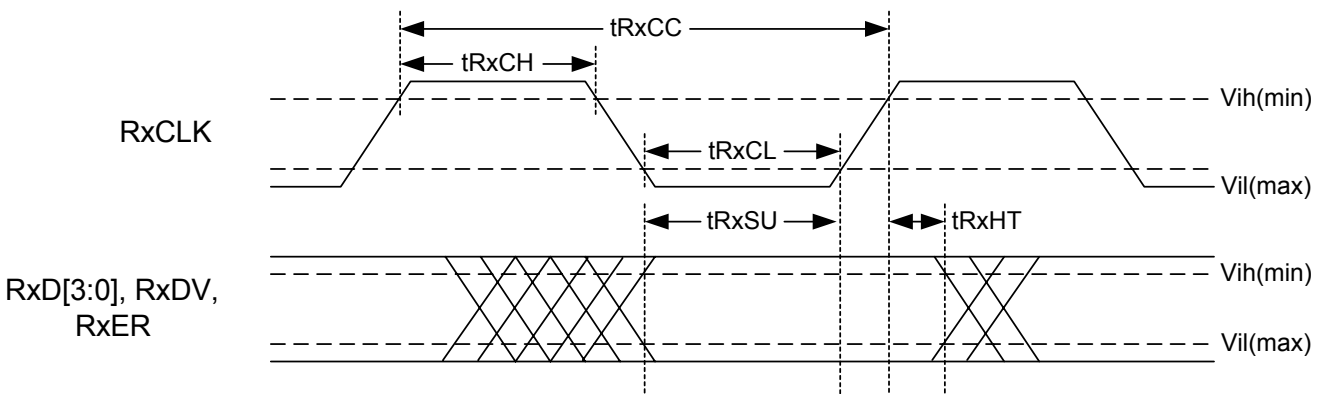 tRxCC
tRxCH
Vih(min)
RxCLK
tRxCL
Vil(max)
tRxSU
tRxHT
RxD[3:0], RxDV,
RxER
Vih(min)
Vil(max)